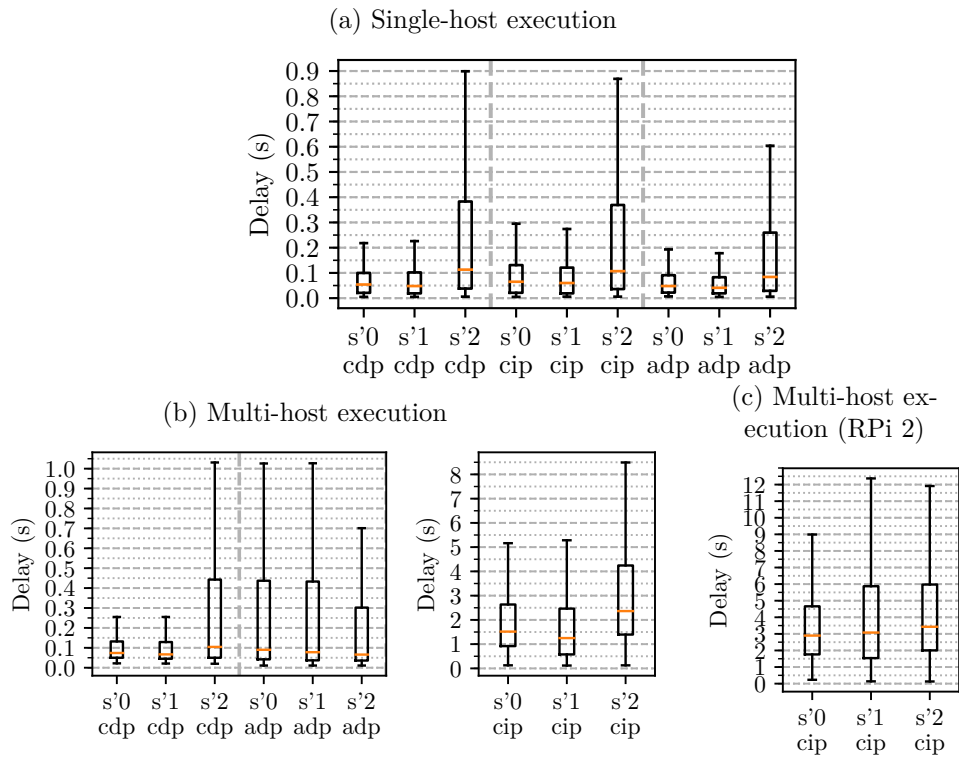 (a) Single-host execution
0.9
0.8
0.7
0.6
0.5
0.4
0.3
0.2
0.1
0.0
Delay (s)
s'0 s'1 s'2 s'0 s'1 s'2 s'0 s'1 s'2
cdp cdp cdp cip cip cip adp adp adp
(b) Multi-host execution
1.0
0.9
0.8
0.7
0.6
0.5
0.4
0.3
0.2
0.1
0.0
Delay (s)
s'0 s'1 s'2 s'0 s'1 s'2
cdp cdp cdp adp adp adp
8
7
6
5
4
3
2
1
0
Delay (s)
s'0 s'1 s'2
cip cip cip
(c) Multi-host ex-
ecution (RPi 2)
12
11
10
9
8
7
6
5
4
3
2
1
0
Delay (s)
s'0 s'1 s'2
cip cip cip